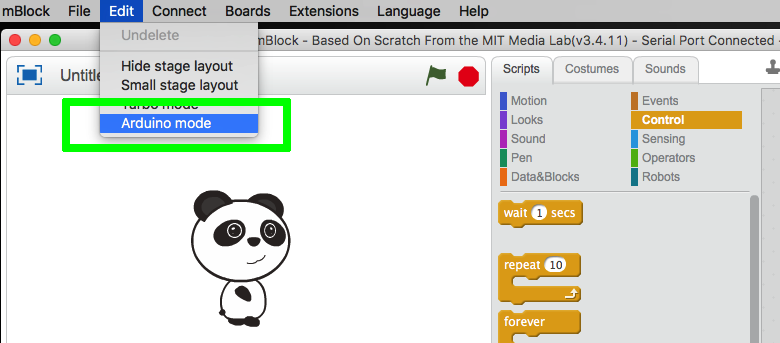 mBlock File Edit Connect Boards Extensions Language Help
Undelete
mBlock - Based On Scratch From the MIT Media Lab(v3.4.11) - Serial Port Connected -
Hide stage layout
Small stage layout
Turbo mode
Arduino mode
Untitle
Scripts Costumes Sounds
Motion Events
Looks Control
Sound Sensing
Pen Operators
Data&Blocks Robots
wait 1 secs
repeat 10
forever